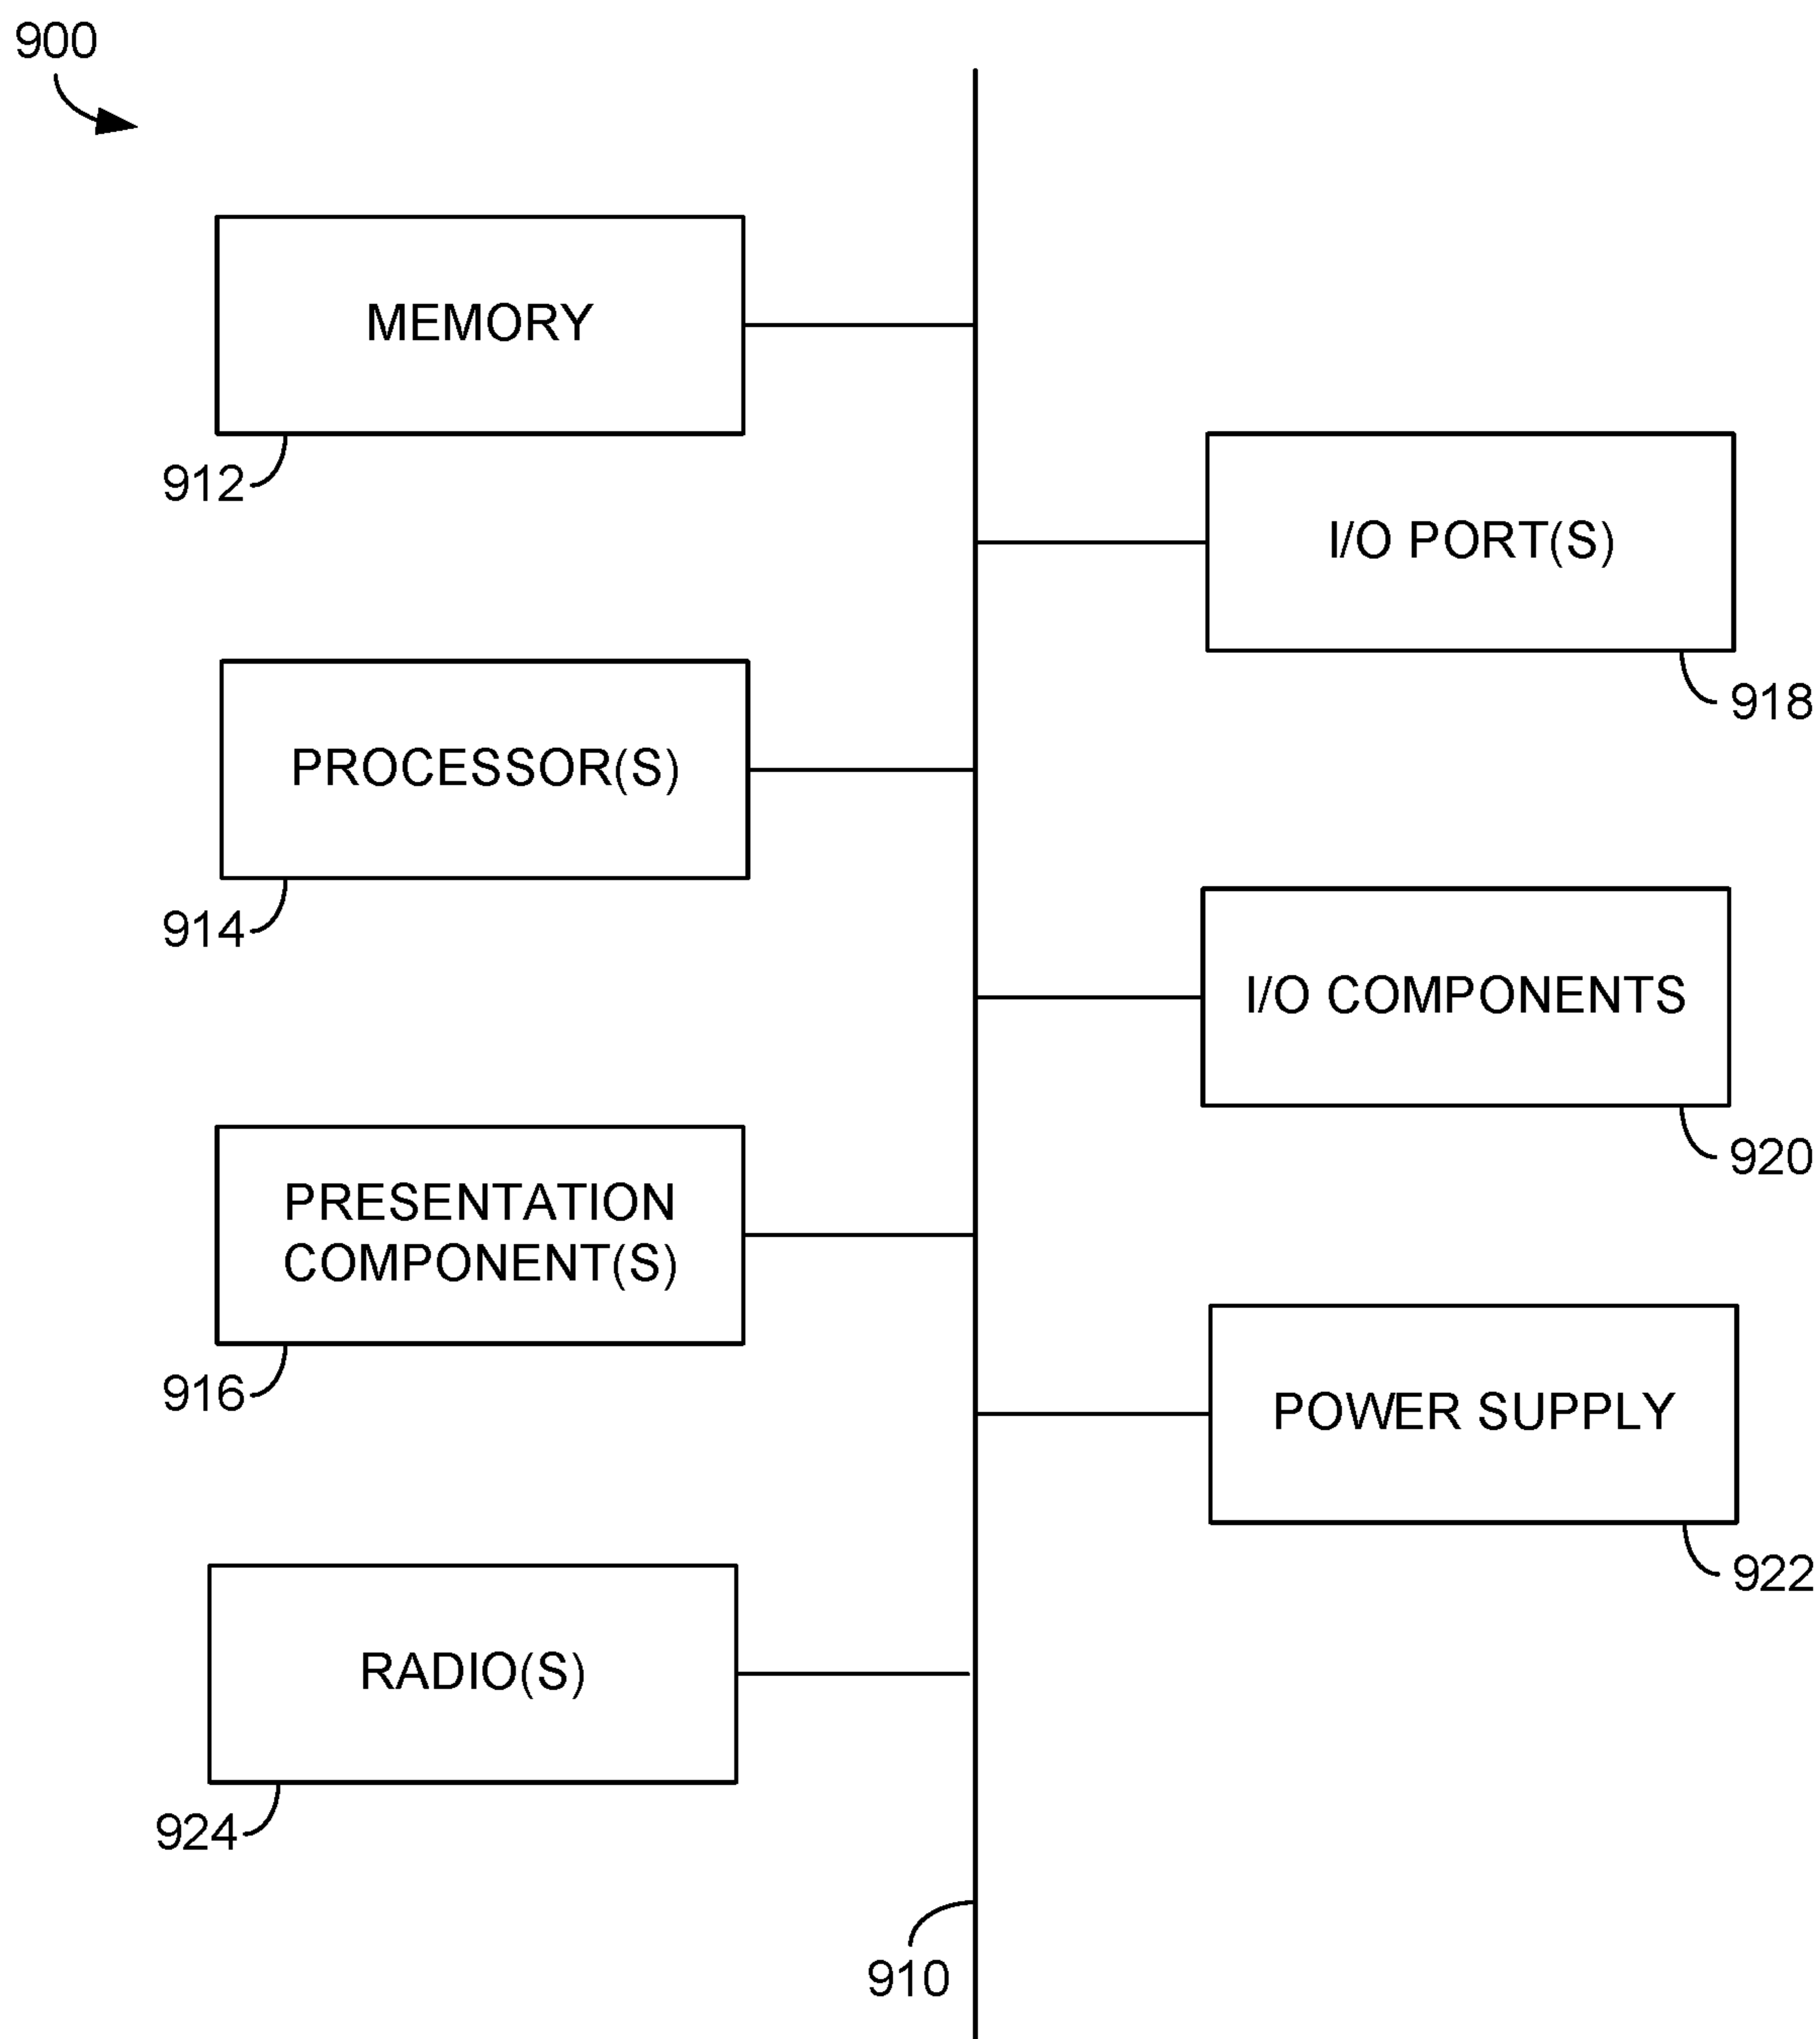 900
MEMORY
912
I/O PORT(S)
918
PROCESSOR(S)
914
I/O COMPONENTS
920
PRESENTATION
COMPONENT(S)
916
POWER SUPPLY
922
RADIO(S)
924
910